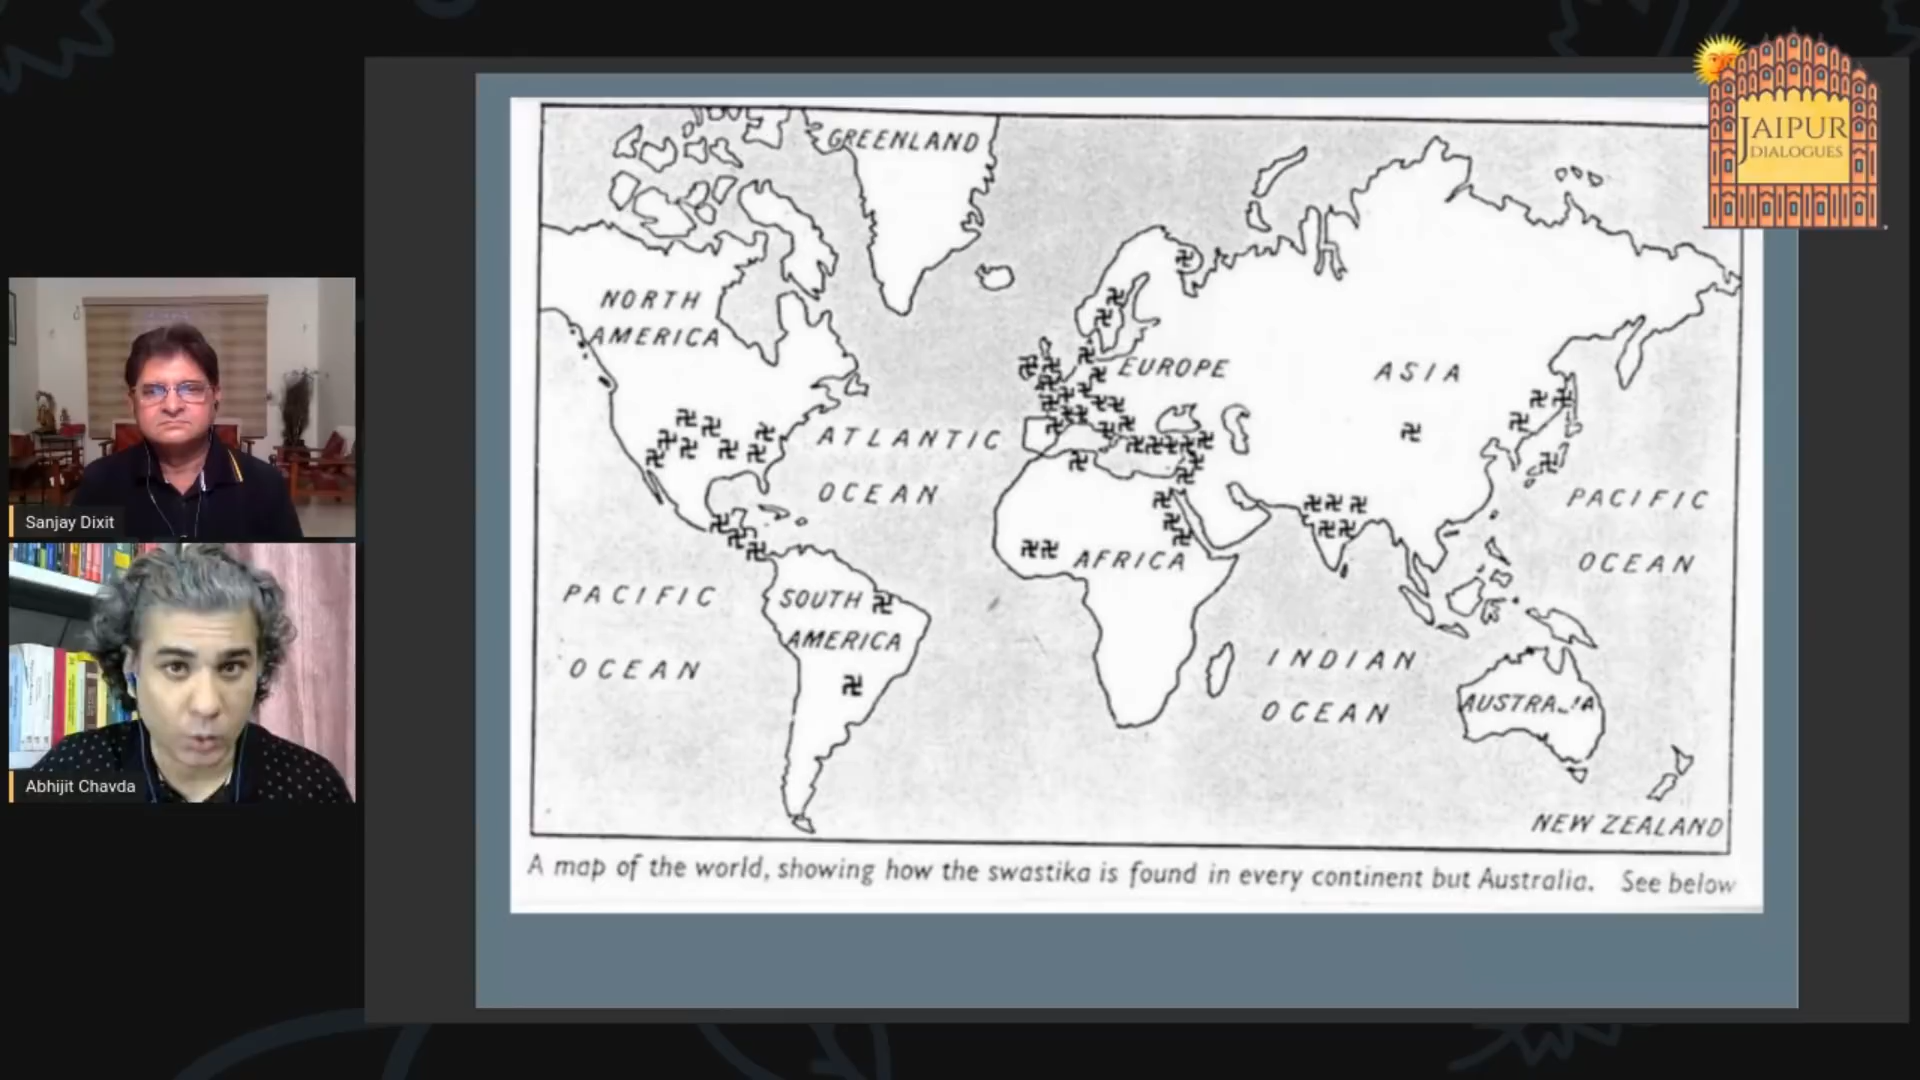 JAIPUR
DIALOGUES
GREENLAND
NORTH
AMERICA
EUROPE
ASIA
ATLANTIC
OCEAN
PACIFIC
OCEAN
AFRICA
PACIFIC
OCEAN
SOUTH
AMERICA
INDIAN
OCEAN
NEW ZEALAND
A map of the world, showing how the swastika is found in every continent but Australia. See below
Sanjay Dixit
Abhijit Chavda